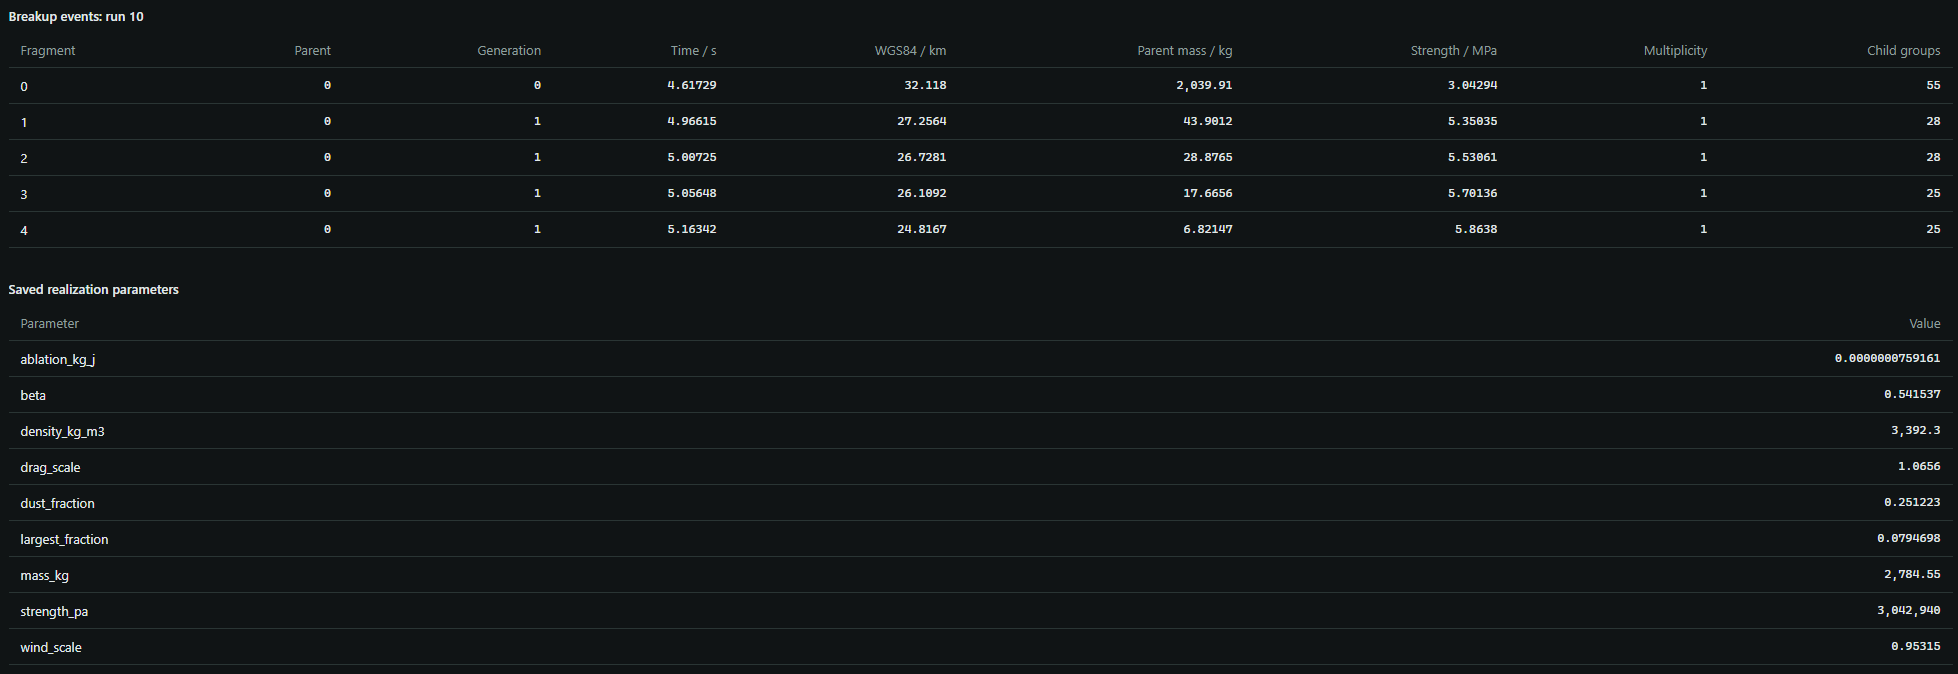 Breakup events: run 10
Fragment Parent Generation Time / s WGS84 / km Parent mass / kg Strength / MPa Multiplicity Child groups
0 0 0 4.61729 32.118 2,039.91 3.04294 1 55
1 0 1 4.96615 27.2564 43.9012 5.35035 1 28
2 0 1 5.00725 26.7281 28.8765 5.53061 1 28
3 0 1 5.05648 26.1092 17.6656 5.70136 1 25
4 0 1 5.16342 24.8167 6.82147 5.8638 1 25
Saved realization parameters
Parameter Value
ablation_kg_j 0.0000000759161
beta 0.541537
density_kg_m3 3,392.3
drag_scale 1.0656
dust_fraction 0.251223
largest_fraction 0.0794698
mass_kg 2,784.55
strength_pa 3,042,940
wind_scale 0.95315